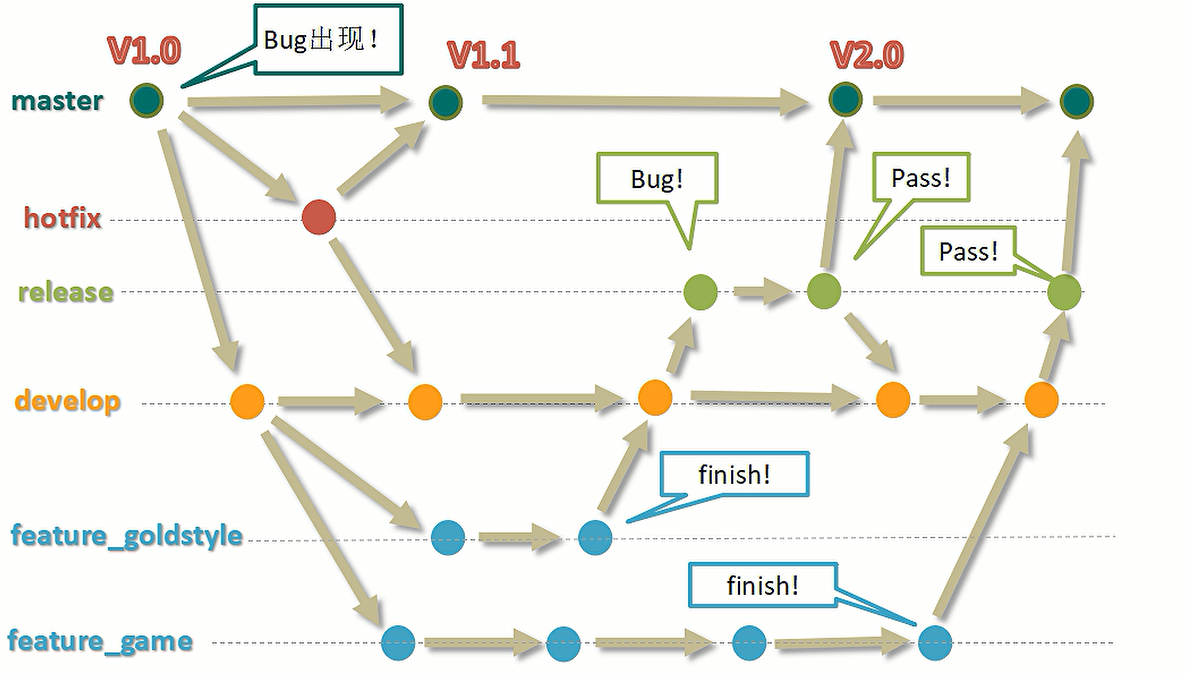 V1.0
Bug出现！
V1.1
V2.0
master
Bug!
Pass!
hotfix
Pass!
release
develop
finish!
feature_goldstyle
finish!
feature_game